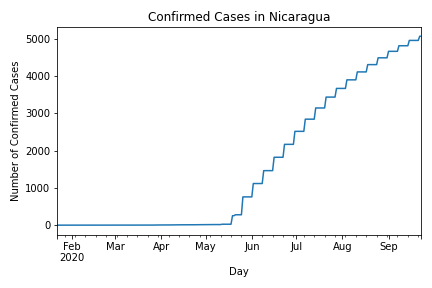 Confirmed Cases in Nicaragua
Number of Confirmed Cases
5000
4000
3000
2000
1000
0
Feb Mar Apr May Jun Jul Aug Sep
2020
Day